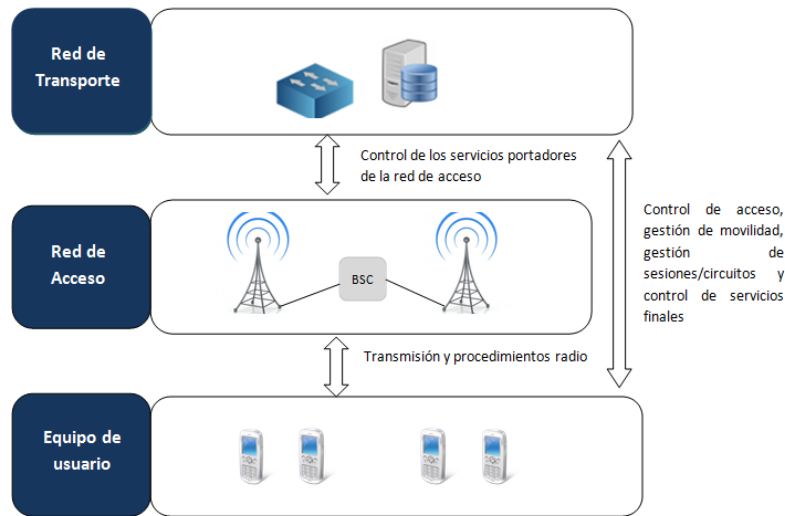 Red de
Transporte
Control de los servicios portadores
de la red de acceso
Red de
Acceso
BSC
Control de acceso,
gestión de movilidad,
gestión de
sesiones/circuitos y
control de servicios
finales
Transmisión y procedimientos radio
Equipo de
usuario